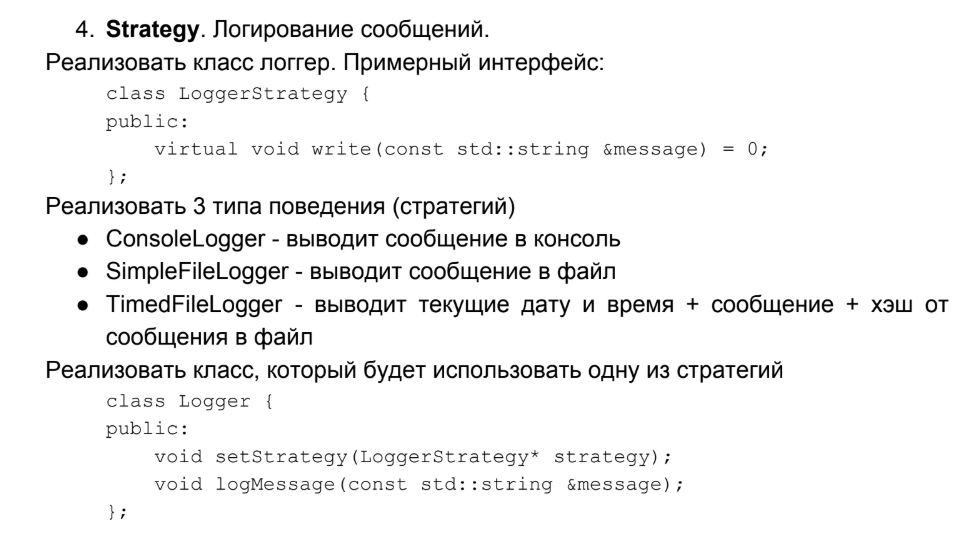 4. Strategy. Логирование сообщений.
Реализовать класс логгер. Примерный интерфейс:
class LoggerStrategy {
public:
    virtual void write(const std::string &message) = 0;
};
Реализовать 3 типа поведения (стратегий)
● ConsoleLogger - выводит сообщение в консоль
● SimpleFileLogger - выводит сообщение в файл
● TimedFileLogger - выводит текущие дату и время + сообщение + хэш от
сообщения в файл
Реализовать класс, который будет использовать одну из стратегий
class Logger {
public:
    void setStrategy(LoggerStrategy* strategy);
    void logMessage(const std::string &message);
};